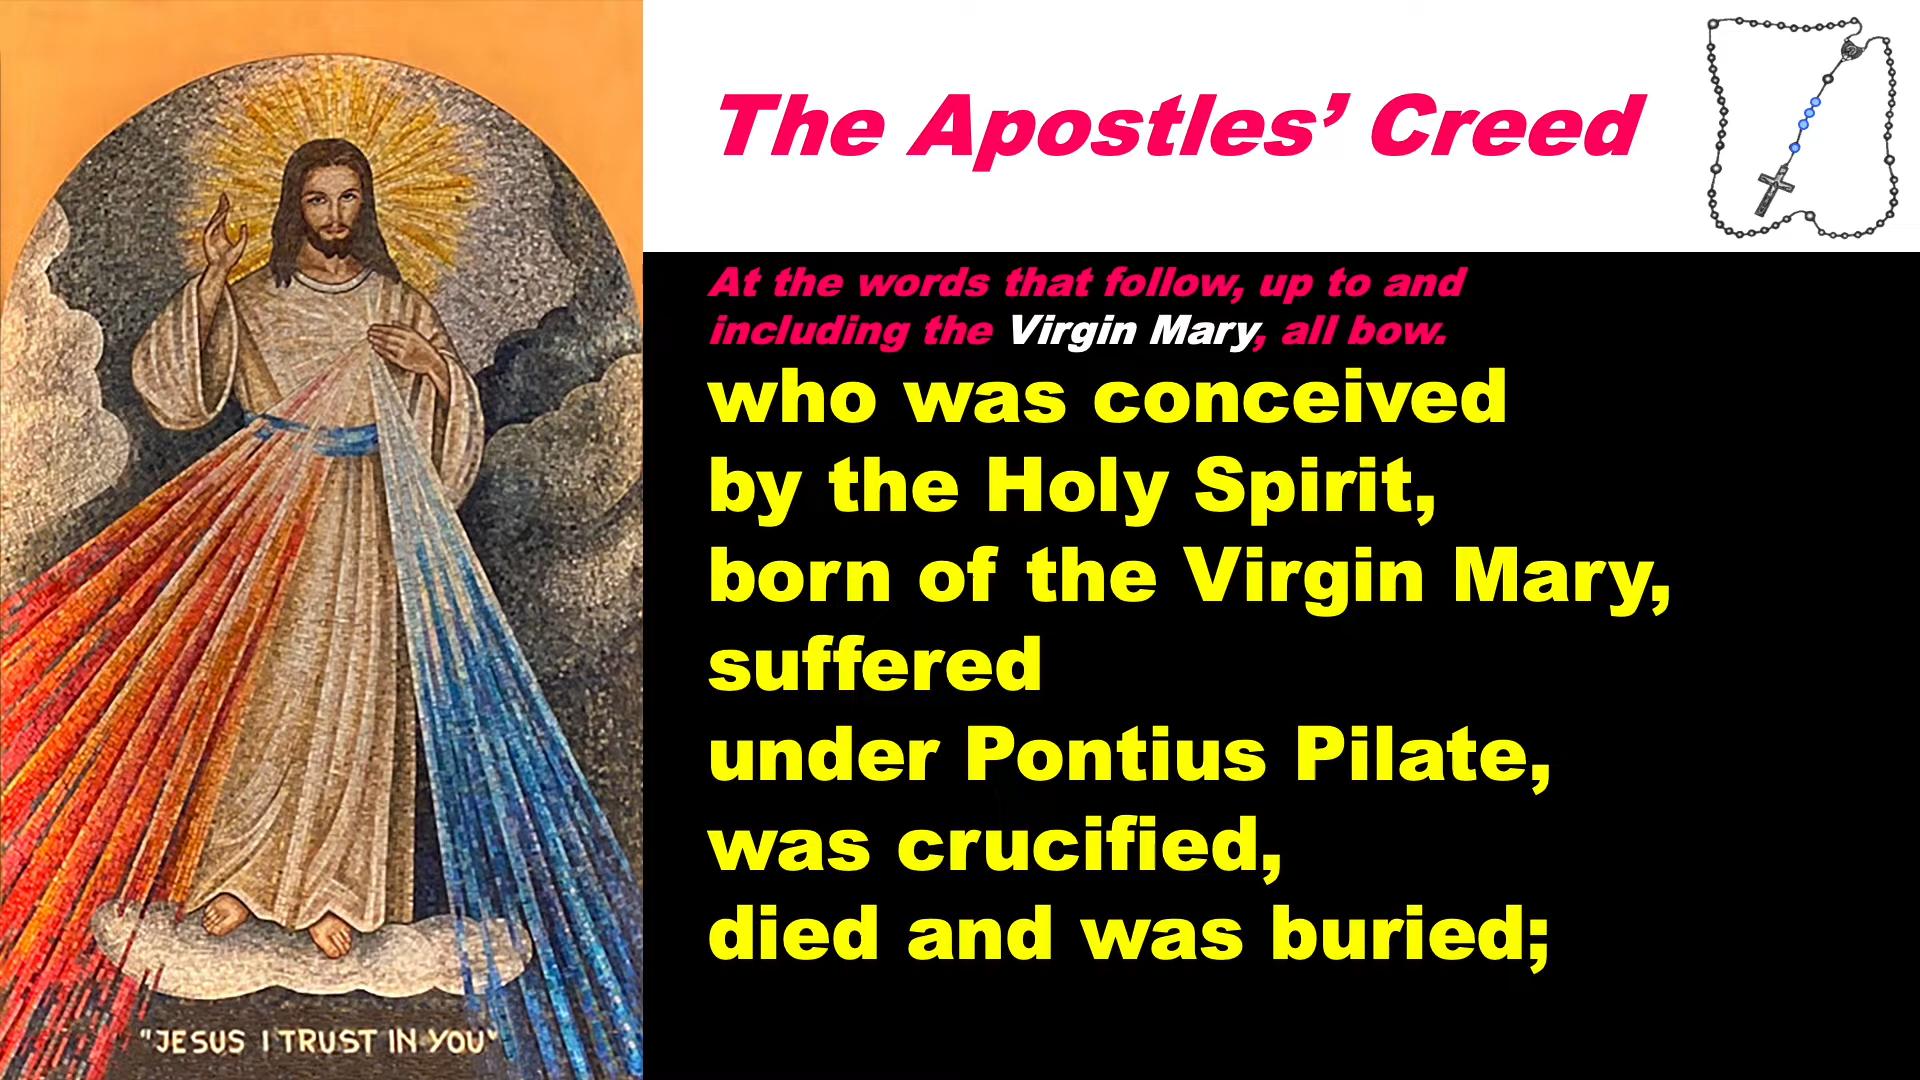 The Apostles’ Creed
At the words that follow, up to and
including the Virgin Mary, all bow.
who was conceived
by the Holy Spirit,
born of the Virgin Mary,
suffered
under Pontius Pilate,
was crucified,
died and was buried;
"JESUS I TRUST IN YOU"